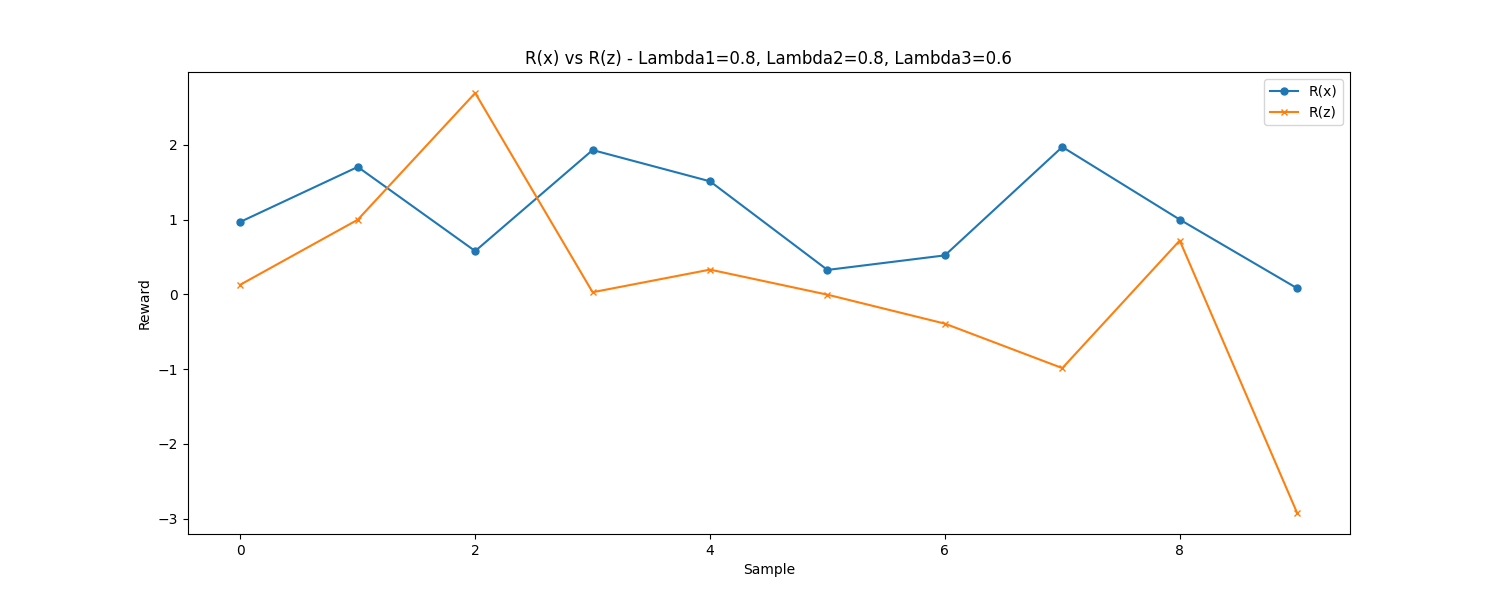 R(x) vs R(z) - Lambda1=0.8, Lambda2=0.8, Lambda3=0.6
R(x)
R(z)
2
1
0
−1
−2
−3
Reward
0 2 4 6 8
Sample